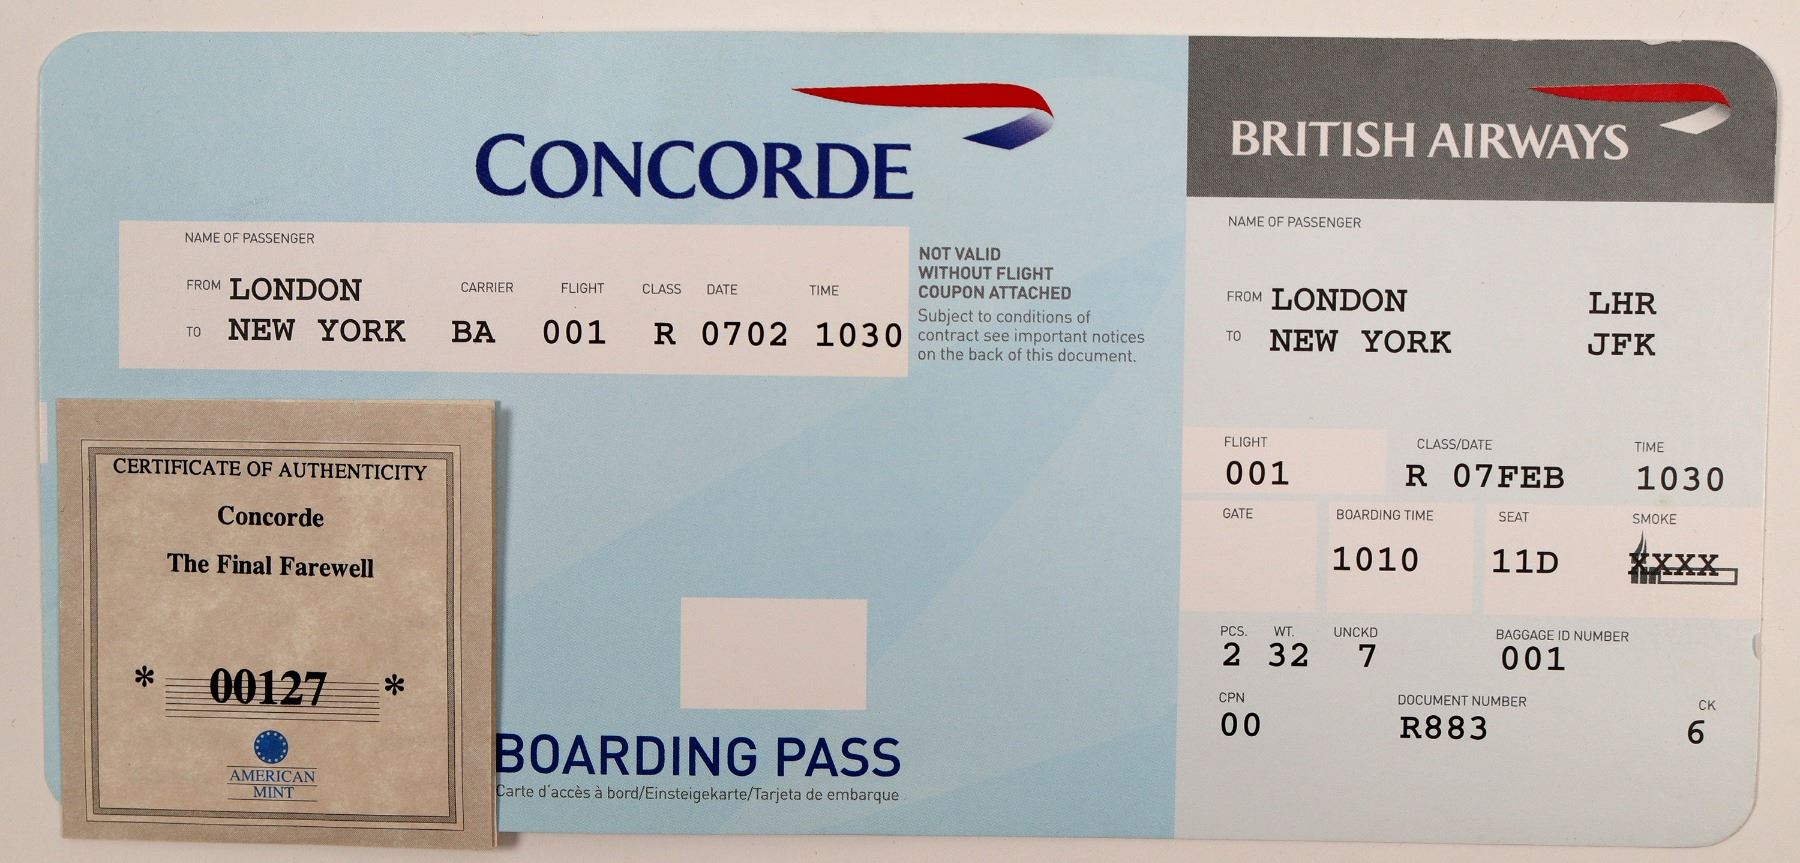 CONCORDE
NAME OF PASSENGER
FROM LONDON CARRIER FLIGHT CLASS DATE TIME
TO NEW YORK BA 001 R 0702 1030
NOT VALID
WITHOUT FLIGHT
COUPON ATTACHED
Subject to conditions of
contract see important notices
on the back of this document.
CERTIFICATE OF AUTHENTICITY
Concorde
The Final Farewell
* 00127 *
AMERICAN
MINT
BOARDING PASS
Carte d'accès à bord/Einsteigekarte/Tarjeta de embarque
BRITISH AIRWAYS
NAME OF PASSENGER
FROM LONDON LHR
TO NEW YORK JFK
FLIGHT CLASS/DATE TIME
001 R 07FEB 1030
GATE BOARDING TIME SEAT SMOKE
1010 11D XXXX
PCS. WT. UNCKD BAGGAGE ID NUMBER
2 32 7 001
CPN DOCUMENT NUMBER CK
00 R883 6